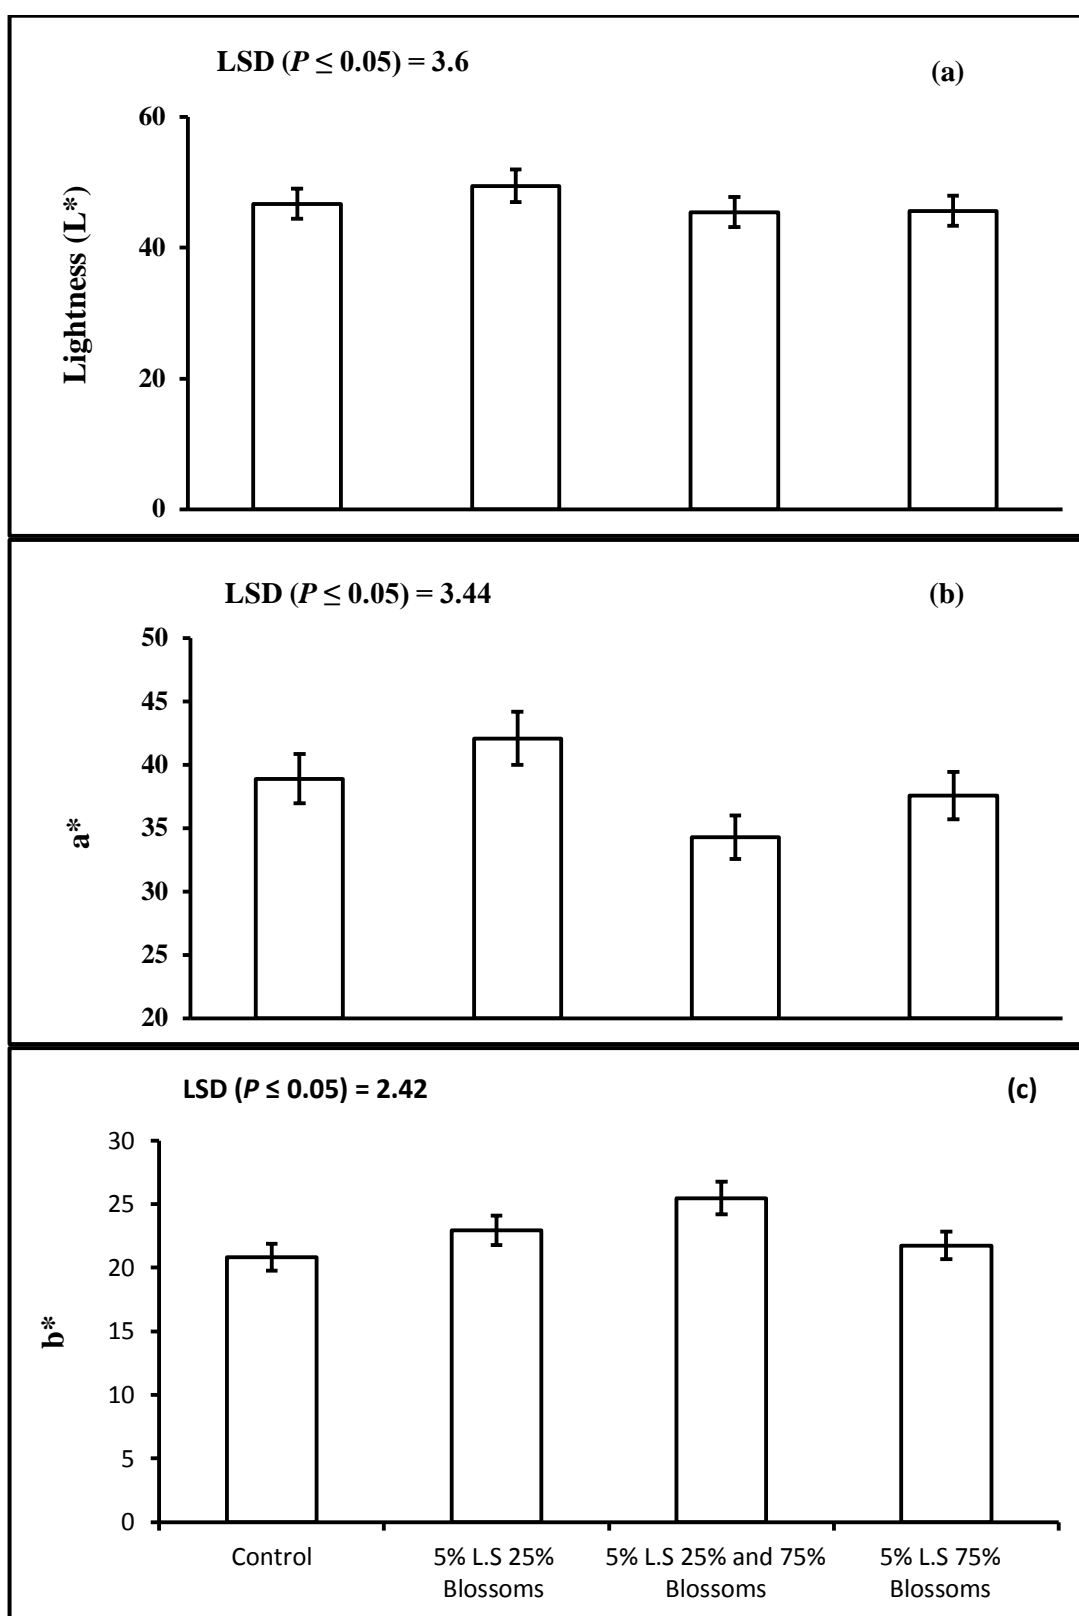 LSD (P ≤ 0.05) = 3.6
(a)
Lightness (L*)
60
40
20
0
LSD (P ≤ 0.05) = 3.44
(b)
a*
50
45
40
35
30
25
20
LSD (P ≤ 0.05) = 2.42
(c)
b*
30
25
20
15
10
5
0
Control
5% L.S 25%
Blossoms
5% L.S 25% and 75%
Blossoms
5% L.S 75%
Blossoms